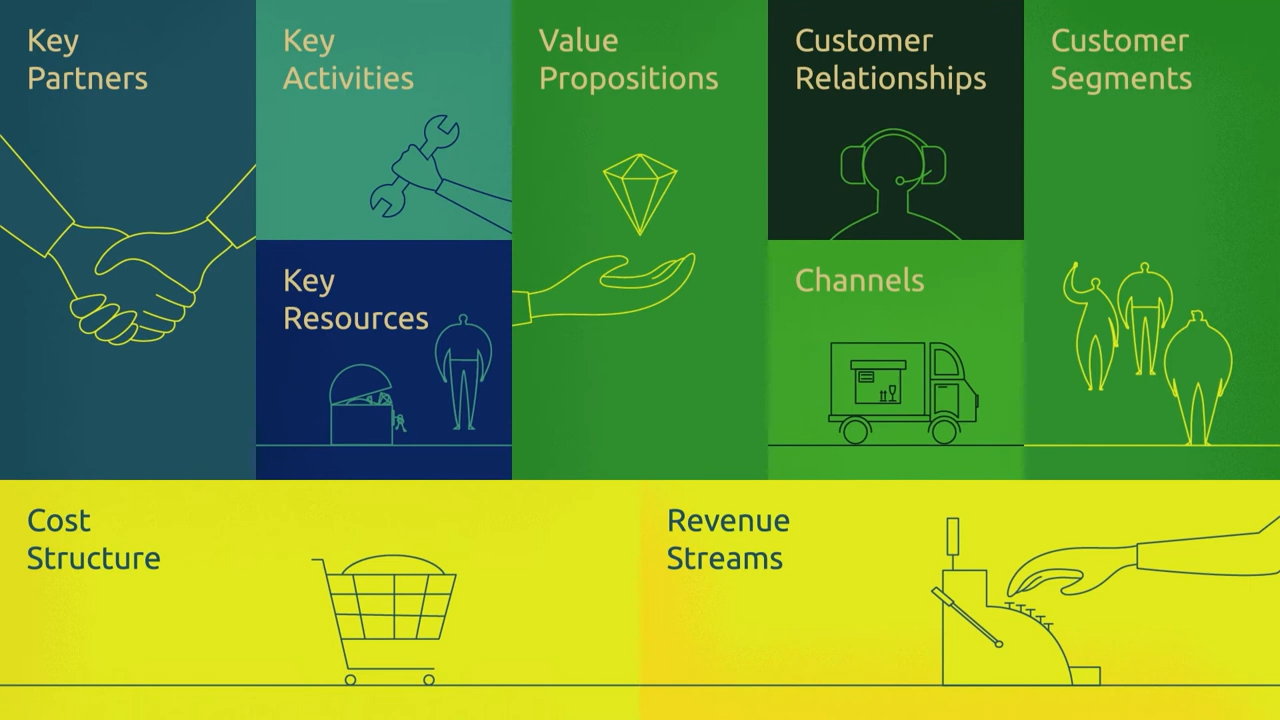 Key
Partners
Key
Activities
Key
Resources
Value
Propositions
Customer
Relationships
Channels
Customer
Segments
Cost
Structure
Revenue
Streams